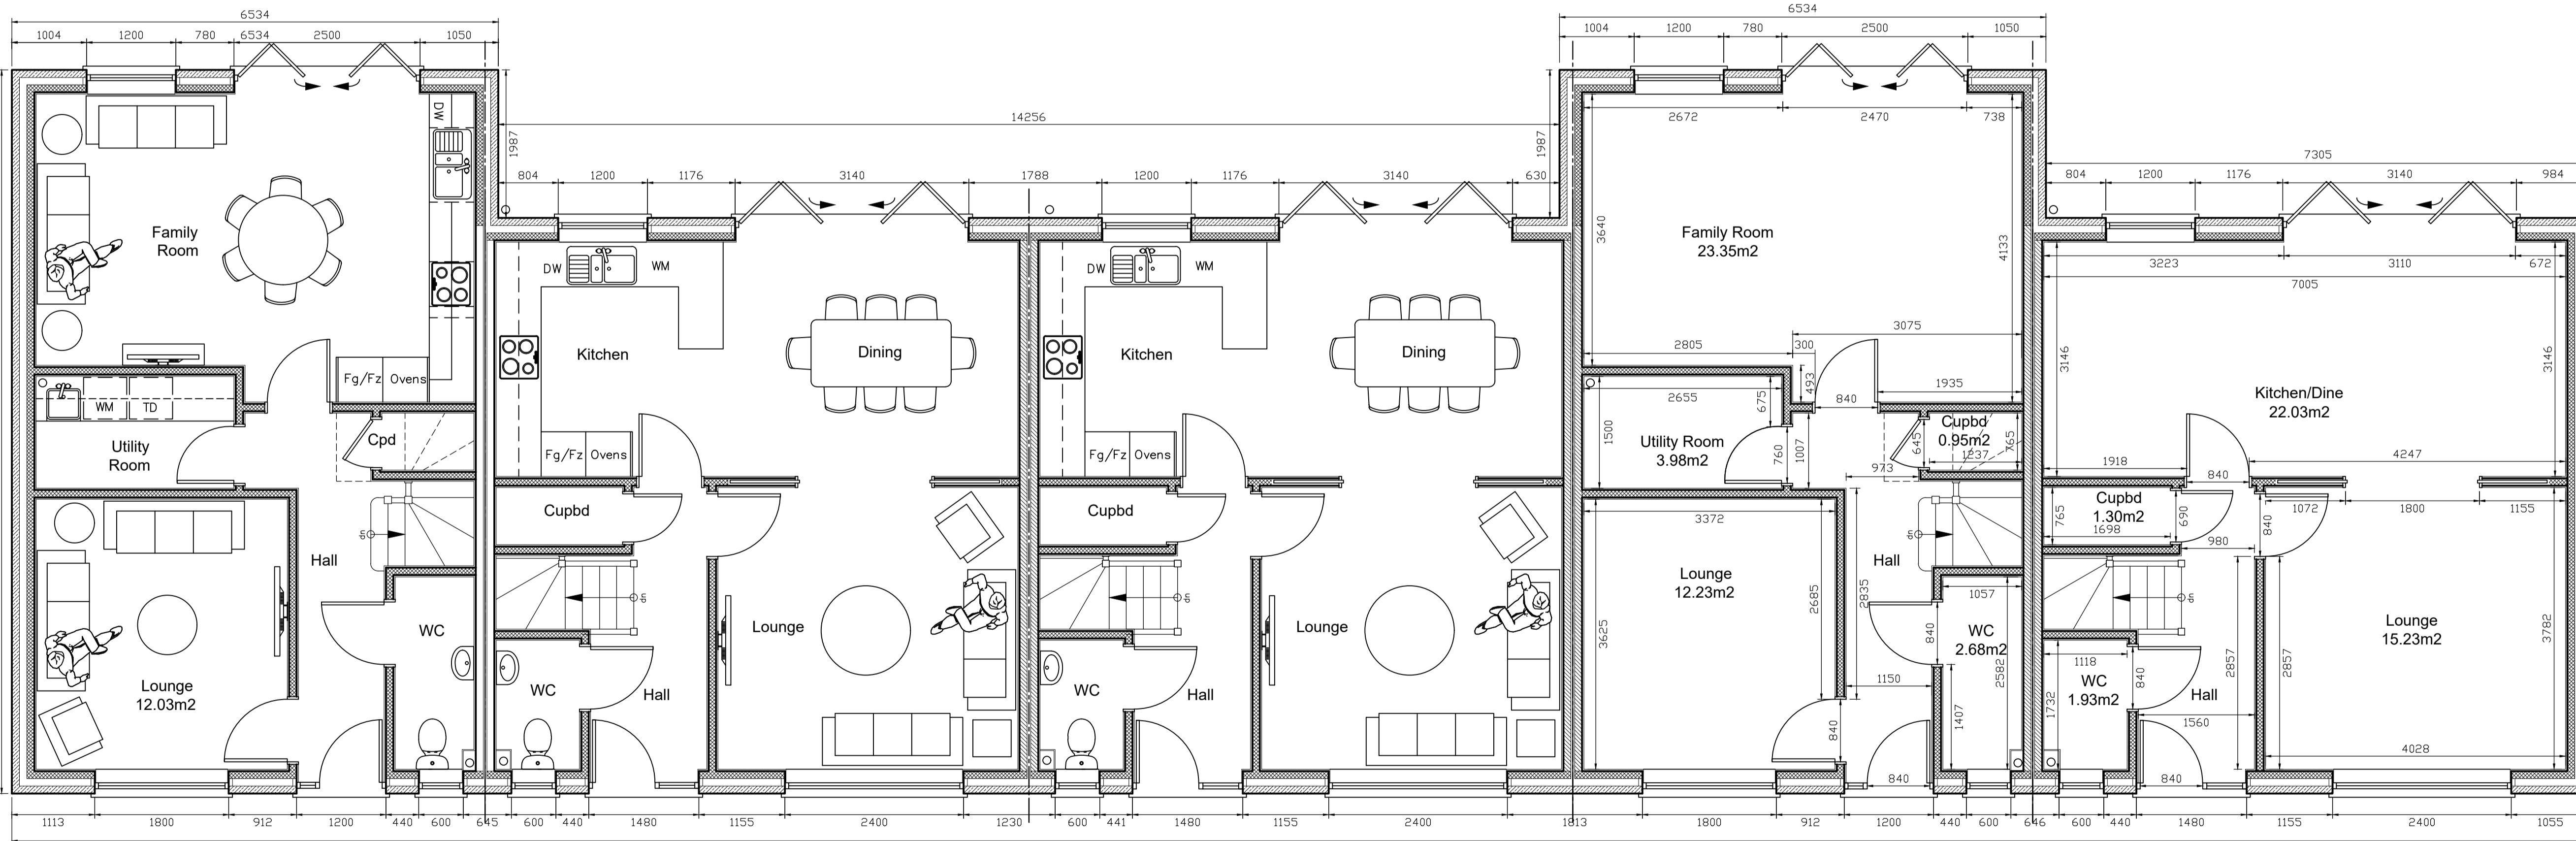 6534
6534
1004 1200 780 6534 2500 1050
1004 1200 780 2500 1050
14256
1987
1987
7305
804 1200 1176 3140 1788 1200 1176 3140 630
804 1200 1176 3140 984
DW
Family
Room
Fg/Fz Ovens
WM TD
Utility
Room
Cpd
Hall
up
WC
Lounge
12.03m2
DW WM
Kitchen
Dining
Fg/Fz Ovens
Cupbd
up
Lounge
WC
Hall
DW WM
Kitchen
Dining
Fg/Fz Ovens
Cupbd
up
Lounge
WC
Hall
2672 2470 738
3640
4133
Family Room
23.35m2
3075
2805 300
493
1935
840
2655
675
1500
Utility Room
3.98m2
760
1007
Cupbd
0.95m2
645
765
1237
973
3372
Hall
up
Lounge
12.23m2
2685
2835
3625
1057
840
WC
2.68m2
2582
1150
1407
840
840
3223 3110 672
7005
3146
3146
Kitchen/Dine
22.03m2
1918 840 4247
Cupbd
1.30m2
765
1698
690
840
980
1072 1800 1155
up
Lounge
15.23m2
3782
2857
2857
1118
WC
1.93m2
840
1732
Hall
1560
4028
840
1113 1800 912 1200 440 600 645 600 440 1480 1155 2400 1230 600 441 1480 1155 2400 1813 1800 912 1200 440 600 646 600 440 1480 1155 2400 1055